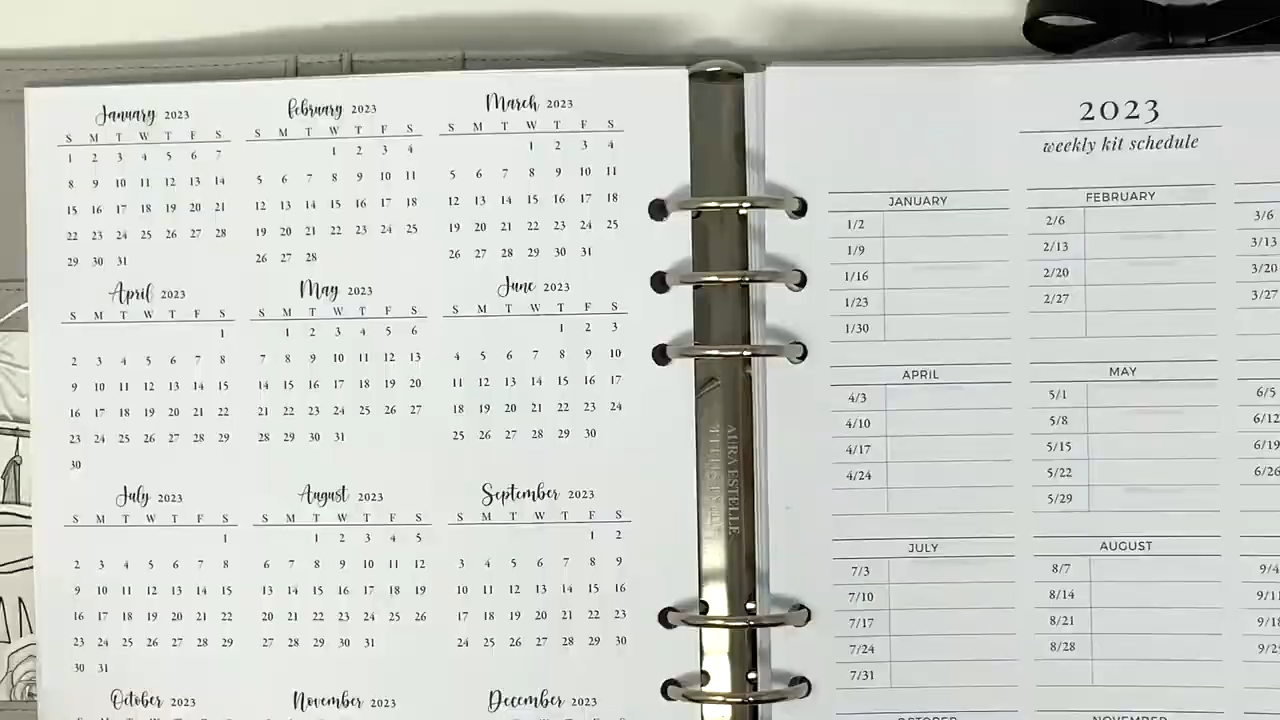 January 2023 February 2023 March 2023
S M T W T F S S M T W T F S S M T W T F S
1 2 3 4 5 6 7 1 2 3 4 1 2 3 4
8 9 10 11 12 13 14 5 6 7 8 9 10 11 5 6 7 8 9 10 11
15 16 17 18 19 20 21 12 13 14 15 16 17 18 12 13 14 15 16 17 18
22 23 24 25 26 27 28 19 20 21 22 23 24 25 19 20 21 22 23 24 25
29 30 31 26 27 28 26 27 28 29 30 31
April 2023 May 2023 June 2023
S M T W T F S S M T W T F S S M T W T F S
1 1 2 3 4 5 6 1 2 3
2 3 4 5 6 7 8 7 8 9 10 11 12 13 4 5 6 7 8 9 10
9 10 11 12 13 14 15 14 15 16 17 18 19 20 11 12 13 14 15 16 17
16 17 18 19 20 21 22 21 22 23 24 25 26 27 18 19 20 21 22 23 24
23 24 25 26 27 28 29 28 29 30 31 25 26 27 28 29 30
30
July 2023 August 2023 September 2023
S M T W T F S S M T W T F S S M T W T F S
1 1 2 3 4 5 1 2
2 3 4 5 6 7 8 6 7 8 9 10 11 12 3 4 5 6 7 8 9
9 10 11 12 13 14 15 13 14 15 16 17 18 19 10 11 12 13 14 15 16
16 17 18 19 20 21 22 20 21 22 23 24 25 26 17 18 19 20 21 22 23
23 24 25 26 27 28 29 27 28 29 30 31 24 25 26 27 28 29 30
30 31
October 2023 November 2023 December 2023
AURA ESTELLE
2023
weekly kit schedule
JANUARY FEBRUARY
1/2 2/6 3/6
1/9 2/13 3/13
1/16 2/20 3/20
1/23 2/27 3/27
1/30
APRIL MAY
4/3 5/1 6/5
4/10 5/8 6/12
4/17 5/15 6/19
4/24 5/22 6/26
5/29
JULY AUGUST
7/3 8/7 9/4
7/10 8/14 9/11
7/17 8/21 9/18
7/24 8/28
7/31